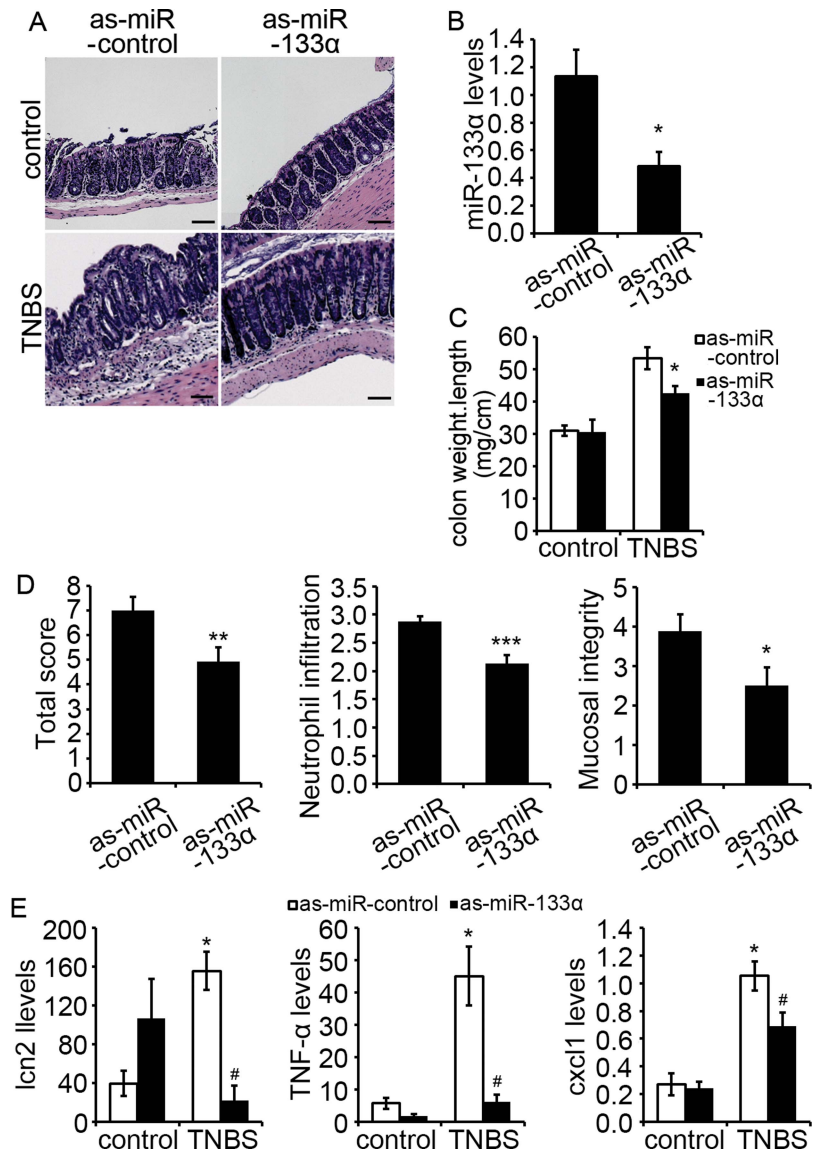 A
as-miR
-control
as-miR
-133α
control
TNBS
B
miR-133α levels
1.4
1.2
1.0
0.8
0.6
0.4
0.2
0.0
*
as-miR
-control
as-miR
-133α
C
colon weight.length
(mg/cm)
60
50
40
30
20
10
0
*
control
TNBS
as-miR
-control
as-miR
-133α
D
Total score
8
7
6
5
4
3
2
1
0
**
as-miR
-control
as-miR
-133α
Neutrophil infiltration
3.5
3.0
2.5
2.0
1.5
1.0
0.5
0.0
***
as-miR
-control
as-miR
-133α
Mucosal integrity
5
4
3
2
1
0
*
as-miR
-control
as-miR
-133α
E
as-miR-control
as-miR-133α
lcn2 llevels
200
160
120
80
40
0
*
#
control
TNBS
TNF-α levels
60
50
40
30
20
10
0
*
#
control
TNBS
cxcl1 levels
1.4
1.2
1.0
0.8
0.6
0.4
0.2
0.0
*
#
control
TNBS